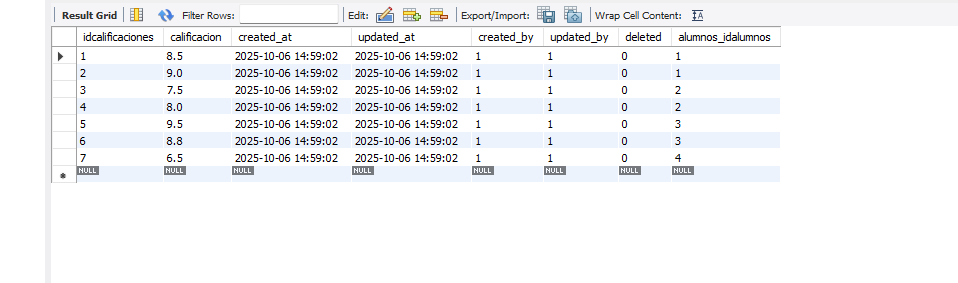 Result Grid Filter Rows: Edit: Export/Import: Wrap Cell Content: IA
idcalificaciones calificacion created_at updated_at created_by updated_by deleted alumnos_idalumnos
1 8.5 2025-10-06 14:59:02 2025-10-06 14:59:02 1 1 0 1
2 9.0 2025-10-06 14:59:02 2025-10-06 14:59:02 1 1 0 1
3 7.5 2025-10-06 14:59:02 2025-10-06 14:59:02 1 1 0 2
4 8.0 2025-10-06 14:59:02 2025-10-06 14:59:02 1 1 0 2
5 9.5 2025-10-06 14:59:02 2025-10-06 14:59:02 1 1 0 3
6 8.8 2025-10-06 14:59:02 2025-10-06 14:59:02 1 1 0 3
7 6.5 2025-10-06 14:59:02 2025-10-06 14:59:02 1 1 0 4
NULL NULL NULL NULL NULL NULL NULL NULL